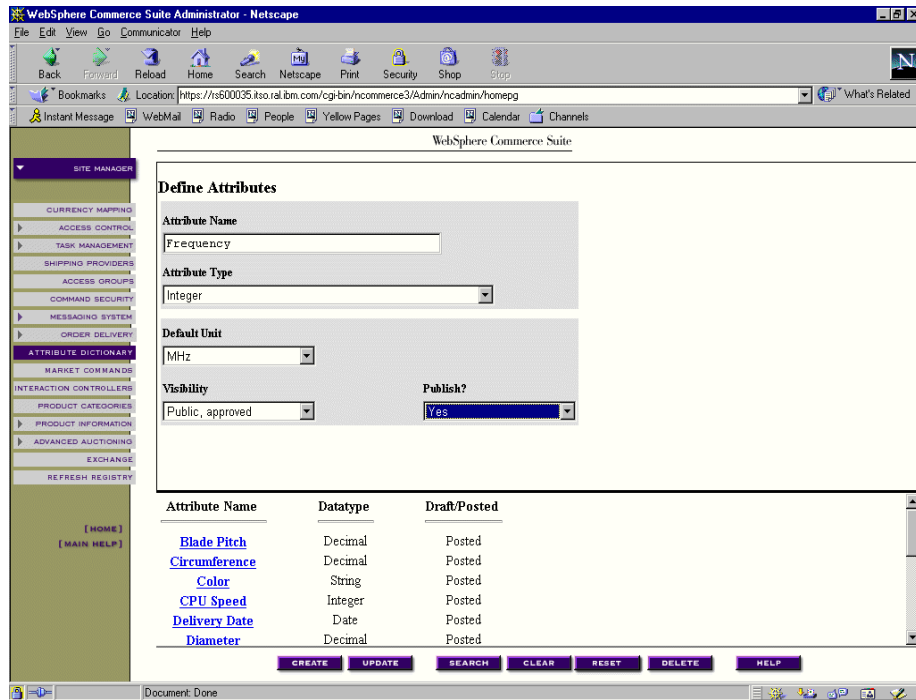 WebSphere Commerce Suite Administrator - Netscape
File Edit View Go Communicator Help
Back Forward Reload Home Search Netscape Print Security Shop Stop
Bookmarks Location: https://rs600035.itso.ral.ibm.com/cgi-bin/ncommerce3/Admin/ncadmin/homepg What's Related
Instant Message WebMail Radio People Yellow Pages Download Calendar Channels
WebSphere Commerce Suite
SITE MANAGER
CURRENCY MAPPING
ACCESS CONTROL
TASK MANAGEMENT
SHIPPING PROVIDERS
ACCESS GROUPS
COMMAND SECURITY
MESSAGING SYSTEM
ORDER DELIVERY
ATTRIBUTE DICTIONARY
MARKET COMMANDS
INTERACTION CONTROLLERS
PRODUCT CATEGORIES
PRODUCT INFORMATION
ADVANCED AUCTIONING
EXCHANGE
REFRESH REGISTRY
[HOME]
[MAIN HELP]
Define Attributes
Attribute Name
Frequency
Attribute Type
Integer
Default Unit
MHz
Visibility Publish?
Public, approved Yes
Attribute Name Datatype Draft/Posted
Blade Pitch Decimal Posted
Circumference Decimal Posted
Color String Posted
CPU Speed Integer Posted
Delivery Date Date Posted
Diameter Decimal Posted
CREATE UPDATE SEARCH CLEAR RESET DELETE HELP
Document: Done